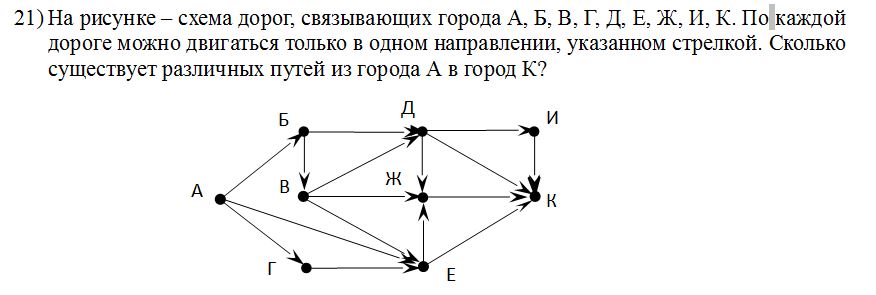 21) На рисунке – схема дорог, связывающих города А, Б, В, Г, Д, Е, Ж, И, К. По каждой
дороге можно двигаться только в одном направлении, указанном стрелкой. Сколько
существует различных путей из города А в город К?
Д
Б
И
Ж
А
В
К
Г
Е